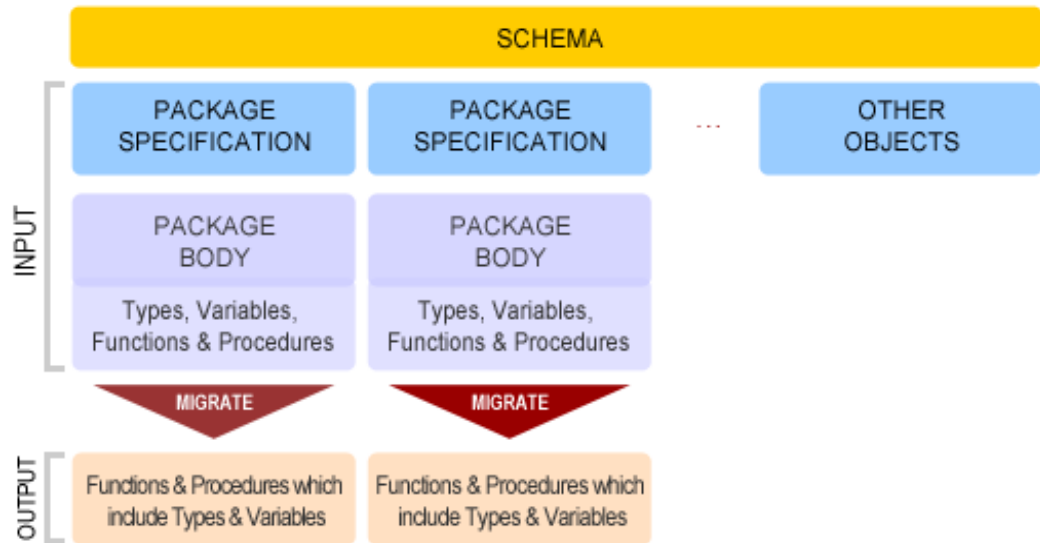 SCHEMA
INPUT
PACKAGE
SPECIFICATION
PACKAGE
SPECIFICATION
...
OTHER
OBJECTS
PACKAGE
BODY
PACKAGE
BODY
Types, Variables,
Functions & Procedures
Types, Variables,
Functions & Procedures
MIGRATE
MIGRATE
OUTPUT
Functions & Procedures which
include Types & Variables
Functions & Procedures which
include Types & Variables